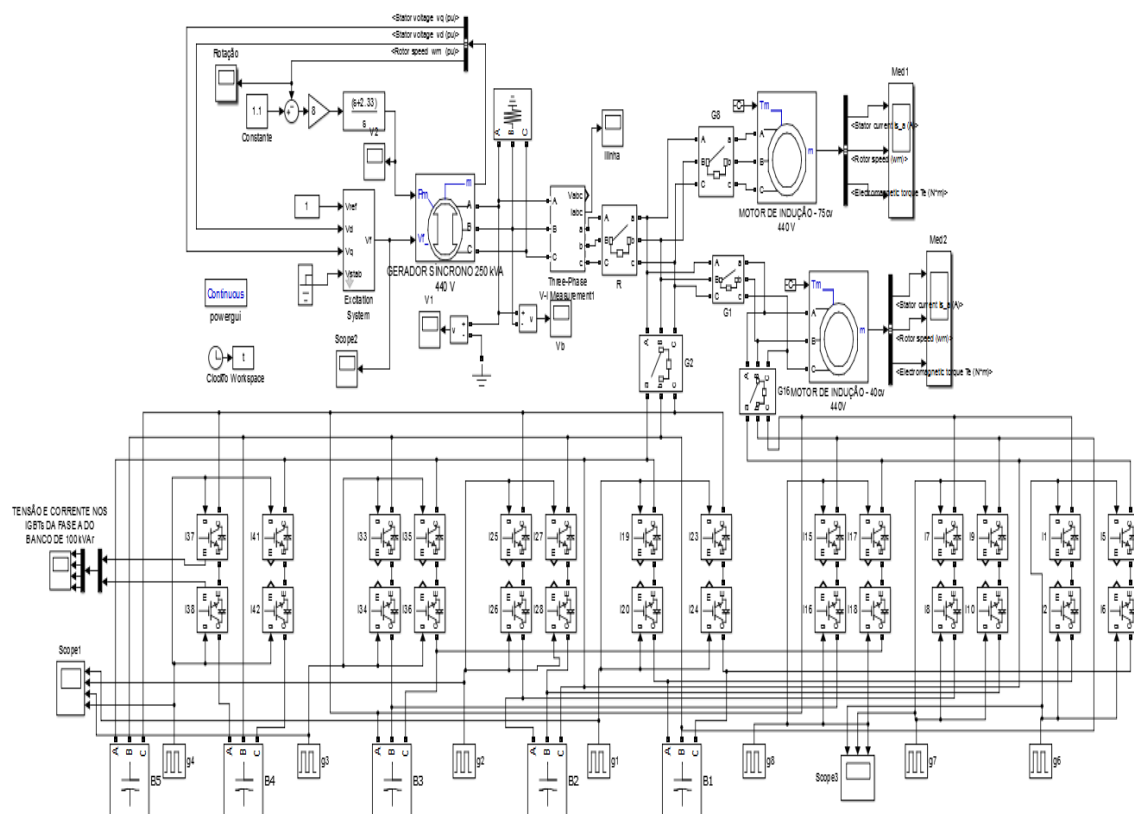 <Stator voltage vq (pu)>
<Stator voltage vd (pu)>
<Rotor speed wm (pu)>
Rotação
1.1
Constante
8
(s+2.33)
s
V2
1
Vref
Vd
Vq
Vstab
Vf
Excitation
System
Continuous
powergui
Clock
To Workspace
t
Scope2
Pm
m
Vf_
A
B
C
GERADOR SÍNCRONO 250 kVA
440 V
A
B
C
V1
v
+
-
v
+
-
Vb
Vabc
Iabc
A
B
C
a
b
c
Three-Phase
V-I Measurement1
A
B
C
a
b
c
R
G8
A
B
C
a
b
c
Tm
m
A
B
C
MOTOR DE INDUÇÃO - 75cv
440 V
Med1
<Stator current is_a (A)>
<Rotor speed (wm)>
<Electromagnetic torque Te (N*m)>
Med2
A
B
C
a
b
c
G1
Tm
m
A
B
C
MOTOR DE INDUÇÃO - 40cv
440V
<Stator current is_a (A)>
<Rotor speed (wm)>
<Electromagnetic torque Te (N*m)>
G2
G16
TENSÃO E CORRENTE NOS
IGBTs DA FASE A DO
BANCO DE 100kVAr
I37
I41
I33
I35
I25
I27
I19
I23
I15
I17
I7
I9
I1
I5
I38
I42
I34
I36
I26
I28
I20
I24
I16
I18
I8
I10
I2
I6
Scope1
A B C
B5
g4
A B C
B4
g3
A B C
B3
g2
A B C
B2
g1
A B C
B1
g8
Scope3
g7
g6